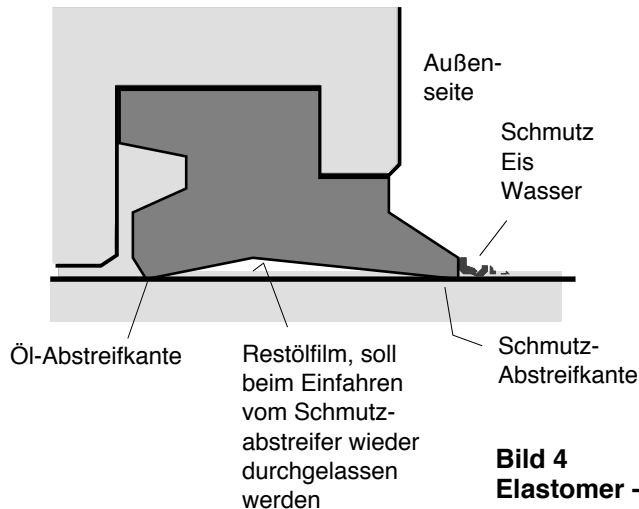 Außen-
seite
Schmutz
Eis
Wasser
Öl-Abstreifkante
Restölfilm, soll
beim Einfahren
vom Schmutz-
abstreifer wieder
durchgelassen
werden
Schmutz-
Abstreifkante
Bild 4
Elastomer -